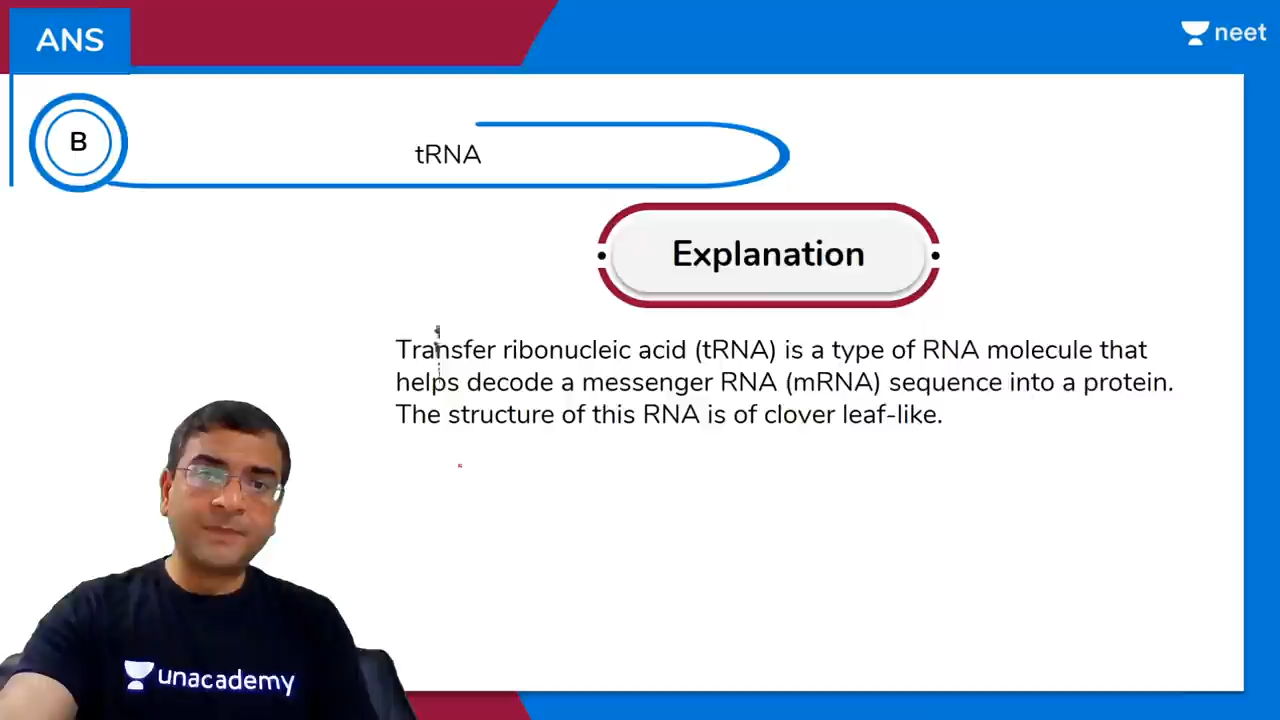 ANS
neet
B
tRNA
Explanation
Transfer ribonucleic acid (tRNA) is a type of RNA molecule that
helps decode a messenger RNA (mRNA) sequence into a protein.
The structure of this RNA is of clover leaf-like.
unacademy